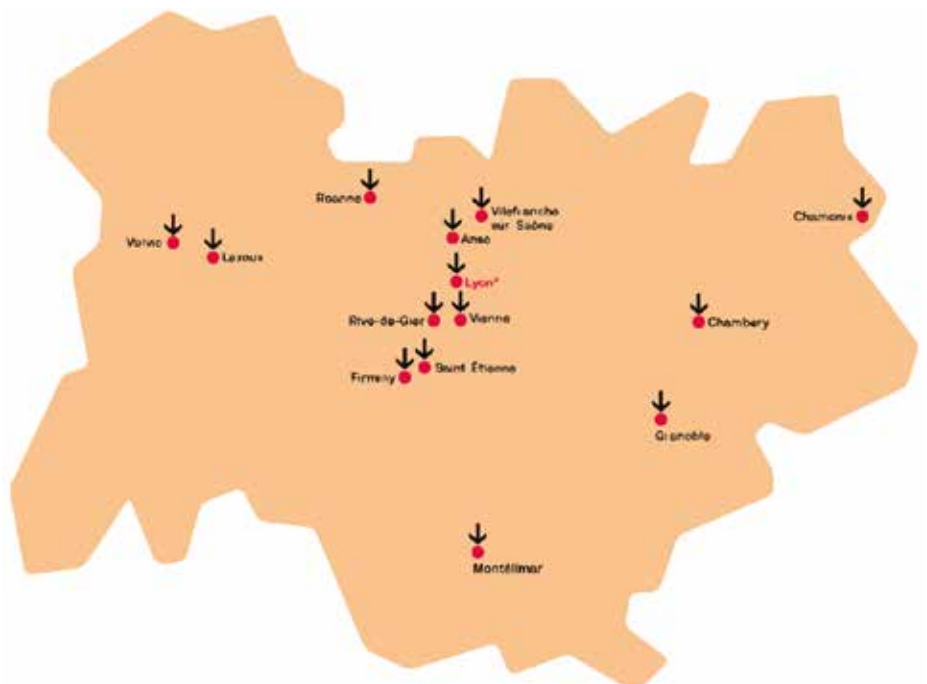 Roanne
Villefranche
sur Saône
Chamonix
Anse
Volvic
Lezoux
Lyon*
Rive-de-Gier
Vienne
Chambery
Saint Étienne
Firminy
Grenoble
Montélimar